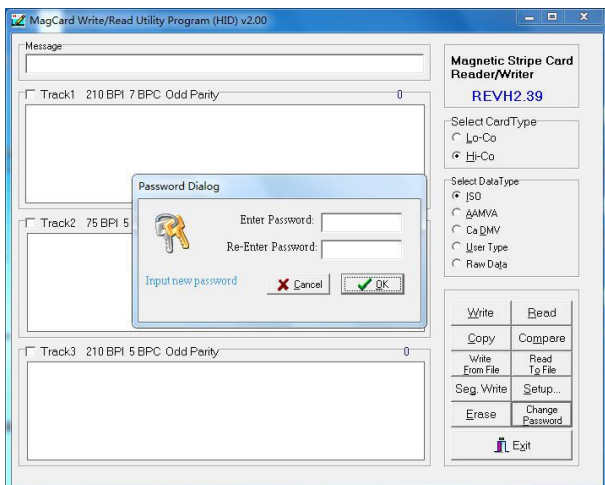 MagCard Write/Read Utility Program (HID) v2.00
Message
Magnetic Stripe Card
Reader/Writer
REVH2.39
Track1 210 BPI 7 BPC Odd Parity 0
Select CardType
Lo-Co
Hi-Co
Select DataType
ISO
AAMVA
Ca DMV
User Type
Raw Data
Password Dialog
Enter Password:
Re-Enter Password:
Input new password
Cancel
OK
Track2 75 BPI 5
Write Read
Copy Compare
Write From File
Read To File
Seg. Write Setup...
Erase
Change Password
Exit
Track3 210 BPI 5 BPC Odd Parity 0